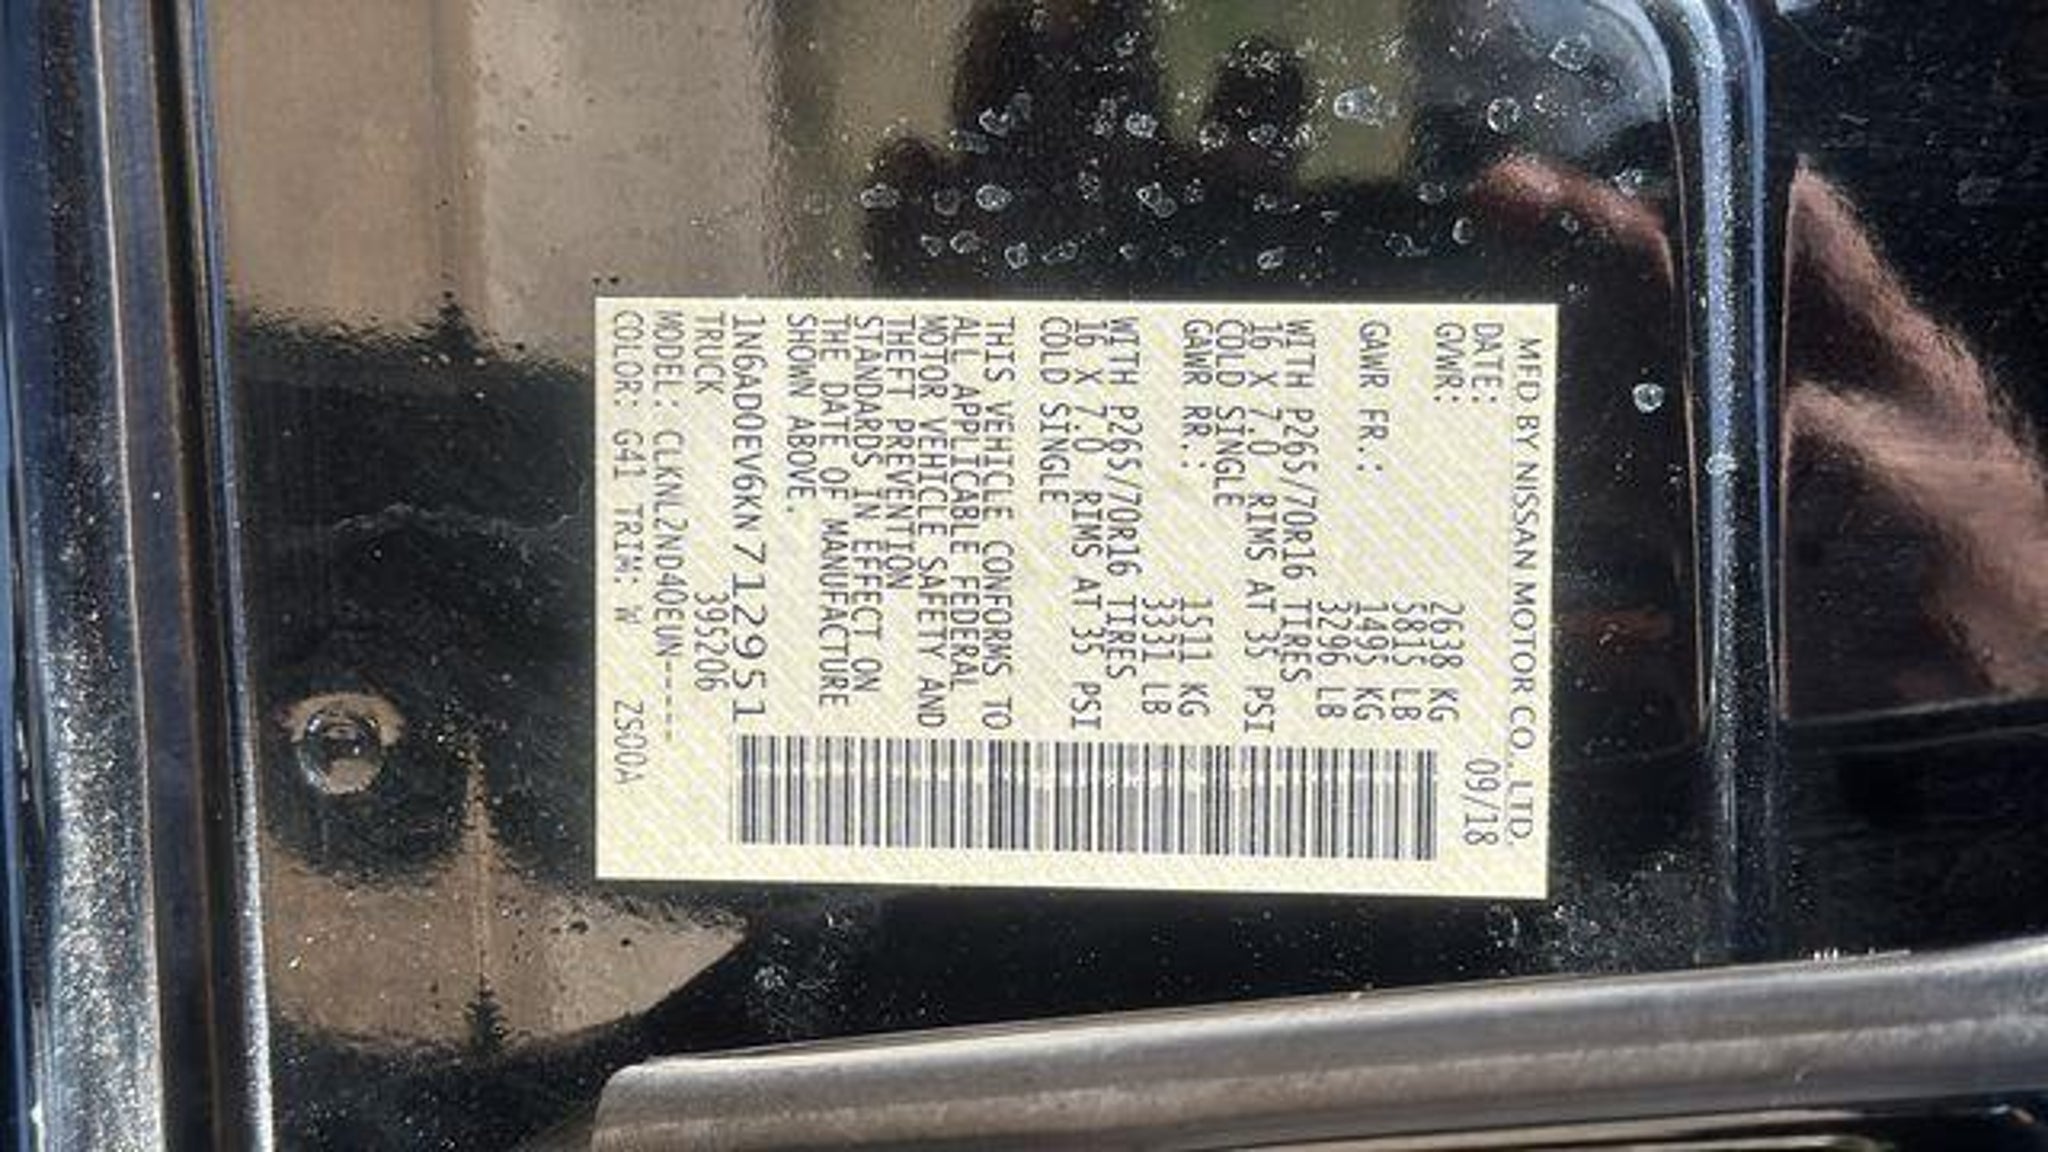 MFD BY NISSAN MOTOR CO., LTD.
DATE: 09/18
GVWR: 2638 KG
5815 LB
GAWR FR.: 1495 KG
3296 LB
WITH P265/70R16 TIRES
16 X 7.0 RIMS AT 35 PSI
COLD SINGLE
GAWR RR.: 1511 KG
3331 LB
WITH P265/70R16 TIRES
16 X 7.0 RIMS AT 35 PSI
COLD SINGLE
THIS VEHICLE CONFORMS TO
ALL APPLICABLE FEDERAL
MOTOR VEHICLE SAFETY AND
THEFT PREVENTION
STANDARDS IN EFFECT ON
THE DATE OF MANUFACTURE
SHOWN ABOVE.
1N6AD0EV6KN712951
TRUCK 395206
MODEL: CLKNL2ND40EUN-----
COLOR: G41 TRIM: W ZS00A